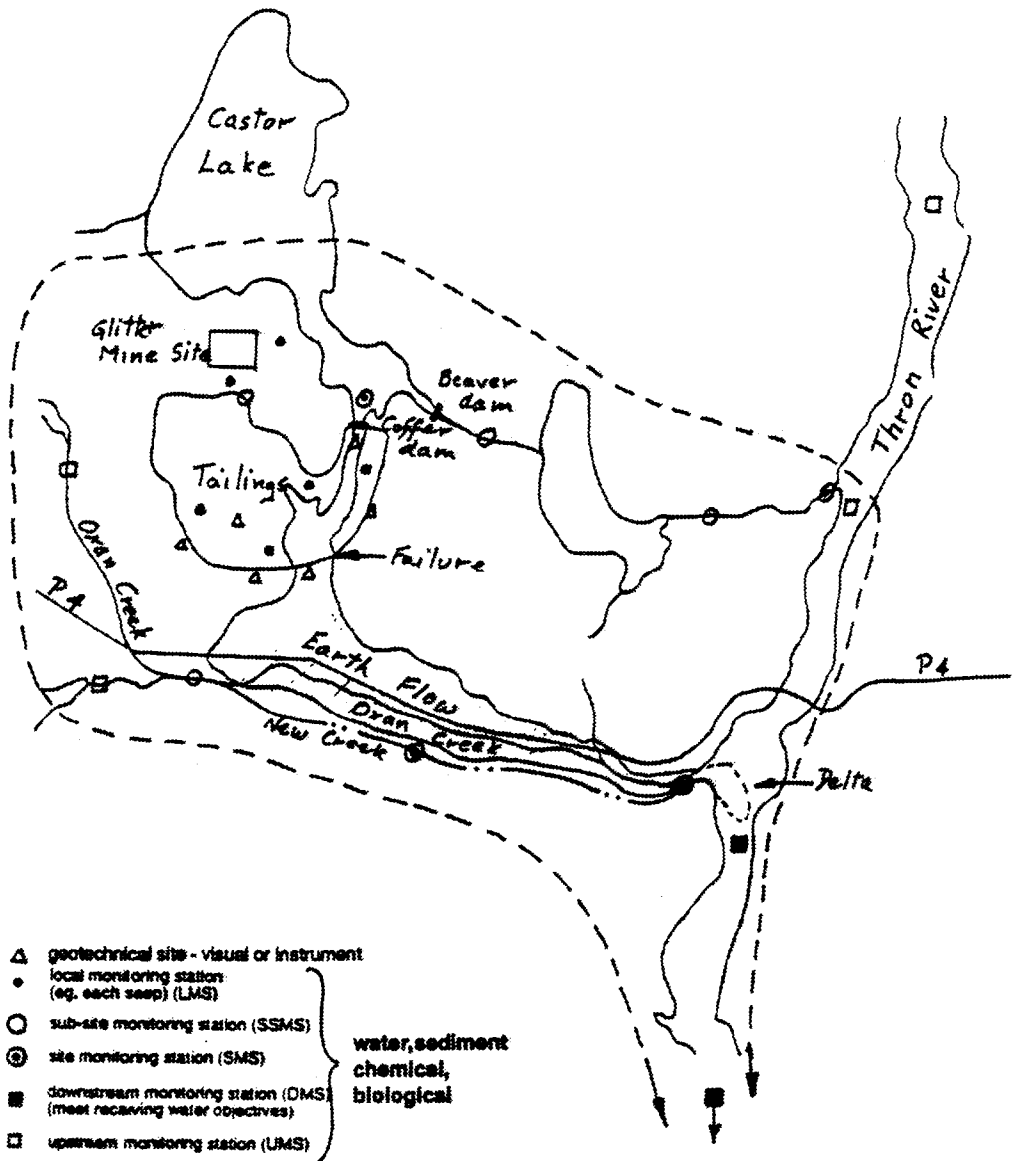 Castor
Lake
Glitter
Mine Site
Beaver
dam
Coffer
dam
Tailings
Failure
Thron River
Oran Creek
P4
Earth Flow
Oran Creek
New Creek
P4
Delta
geotechnical site - visual or instrument
local monitoring station
(eg. each seep) (LMS)
sub-site monitoring station (SSMS)
site monitoring station (SMS)
downstream monitoring station (DMS)
(meet receiving water objectives)
upstream monitoring station (UMS)
water,sediment
chemical,
biological